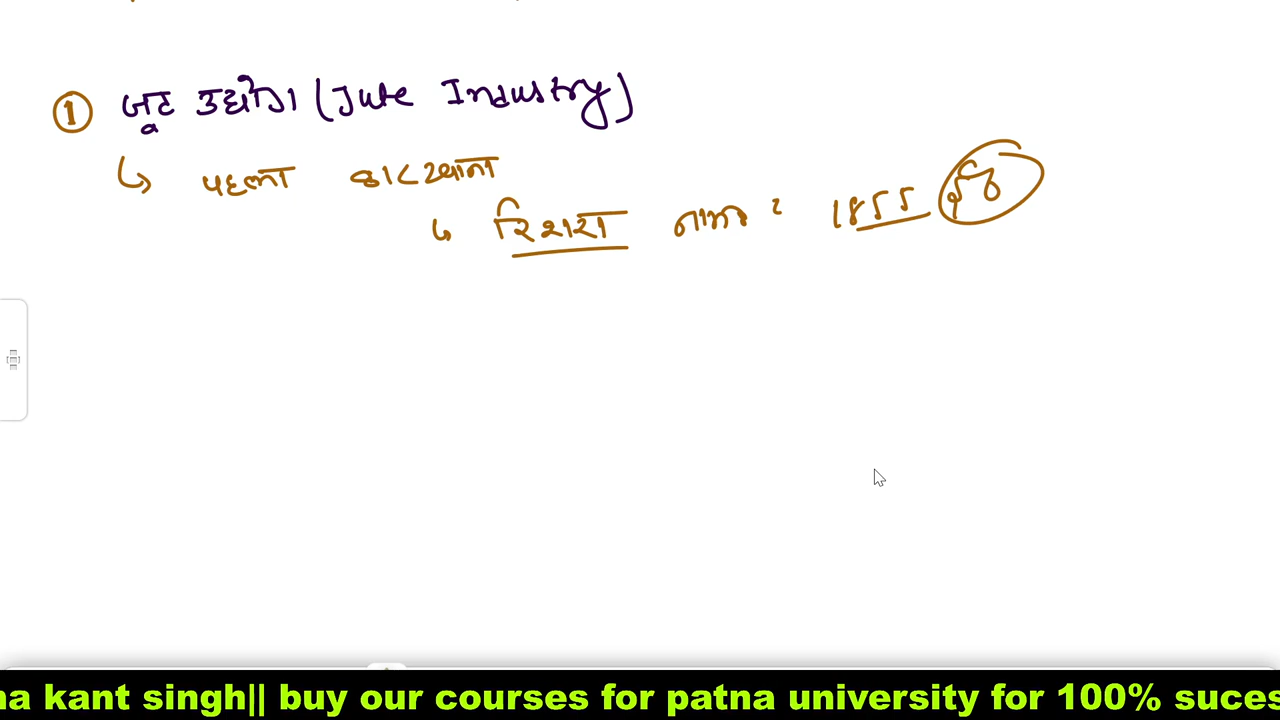 ① जूट उद्योग (Jute Industry)
↳ पहला कारखाना
↳ रिशरा नामक 1855 ई०
na kant singh|| buy our courses for patna university for 100% suces